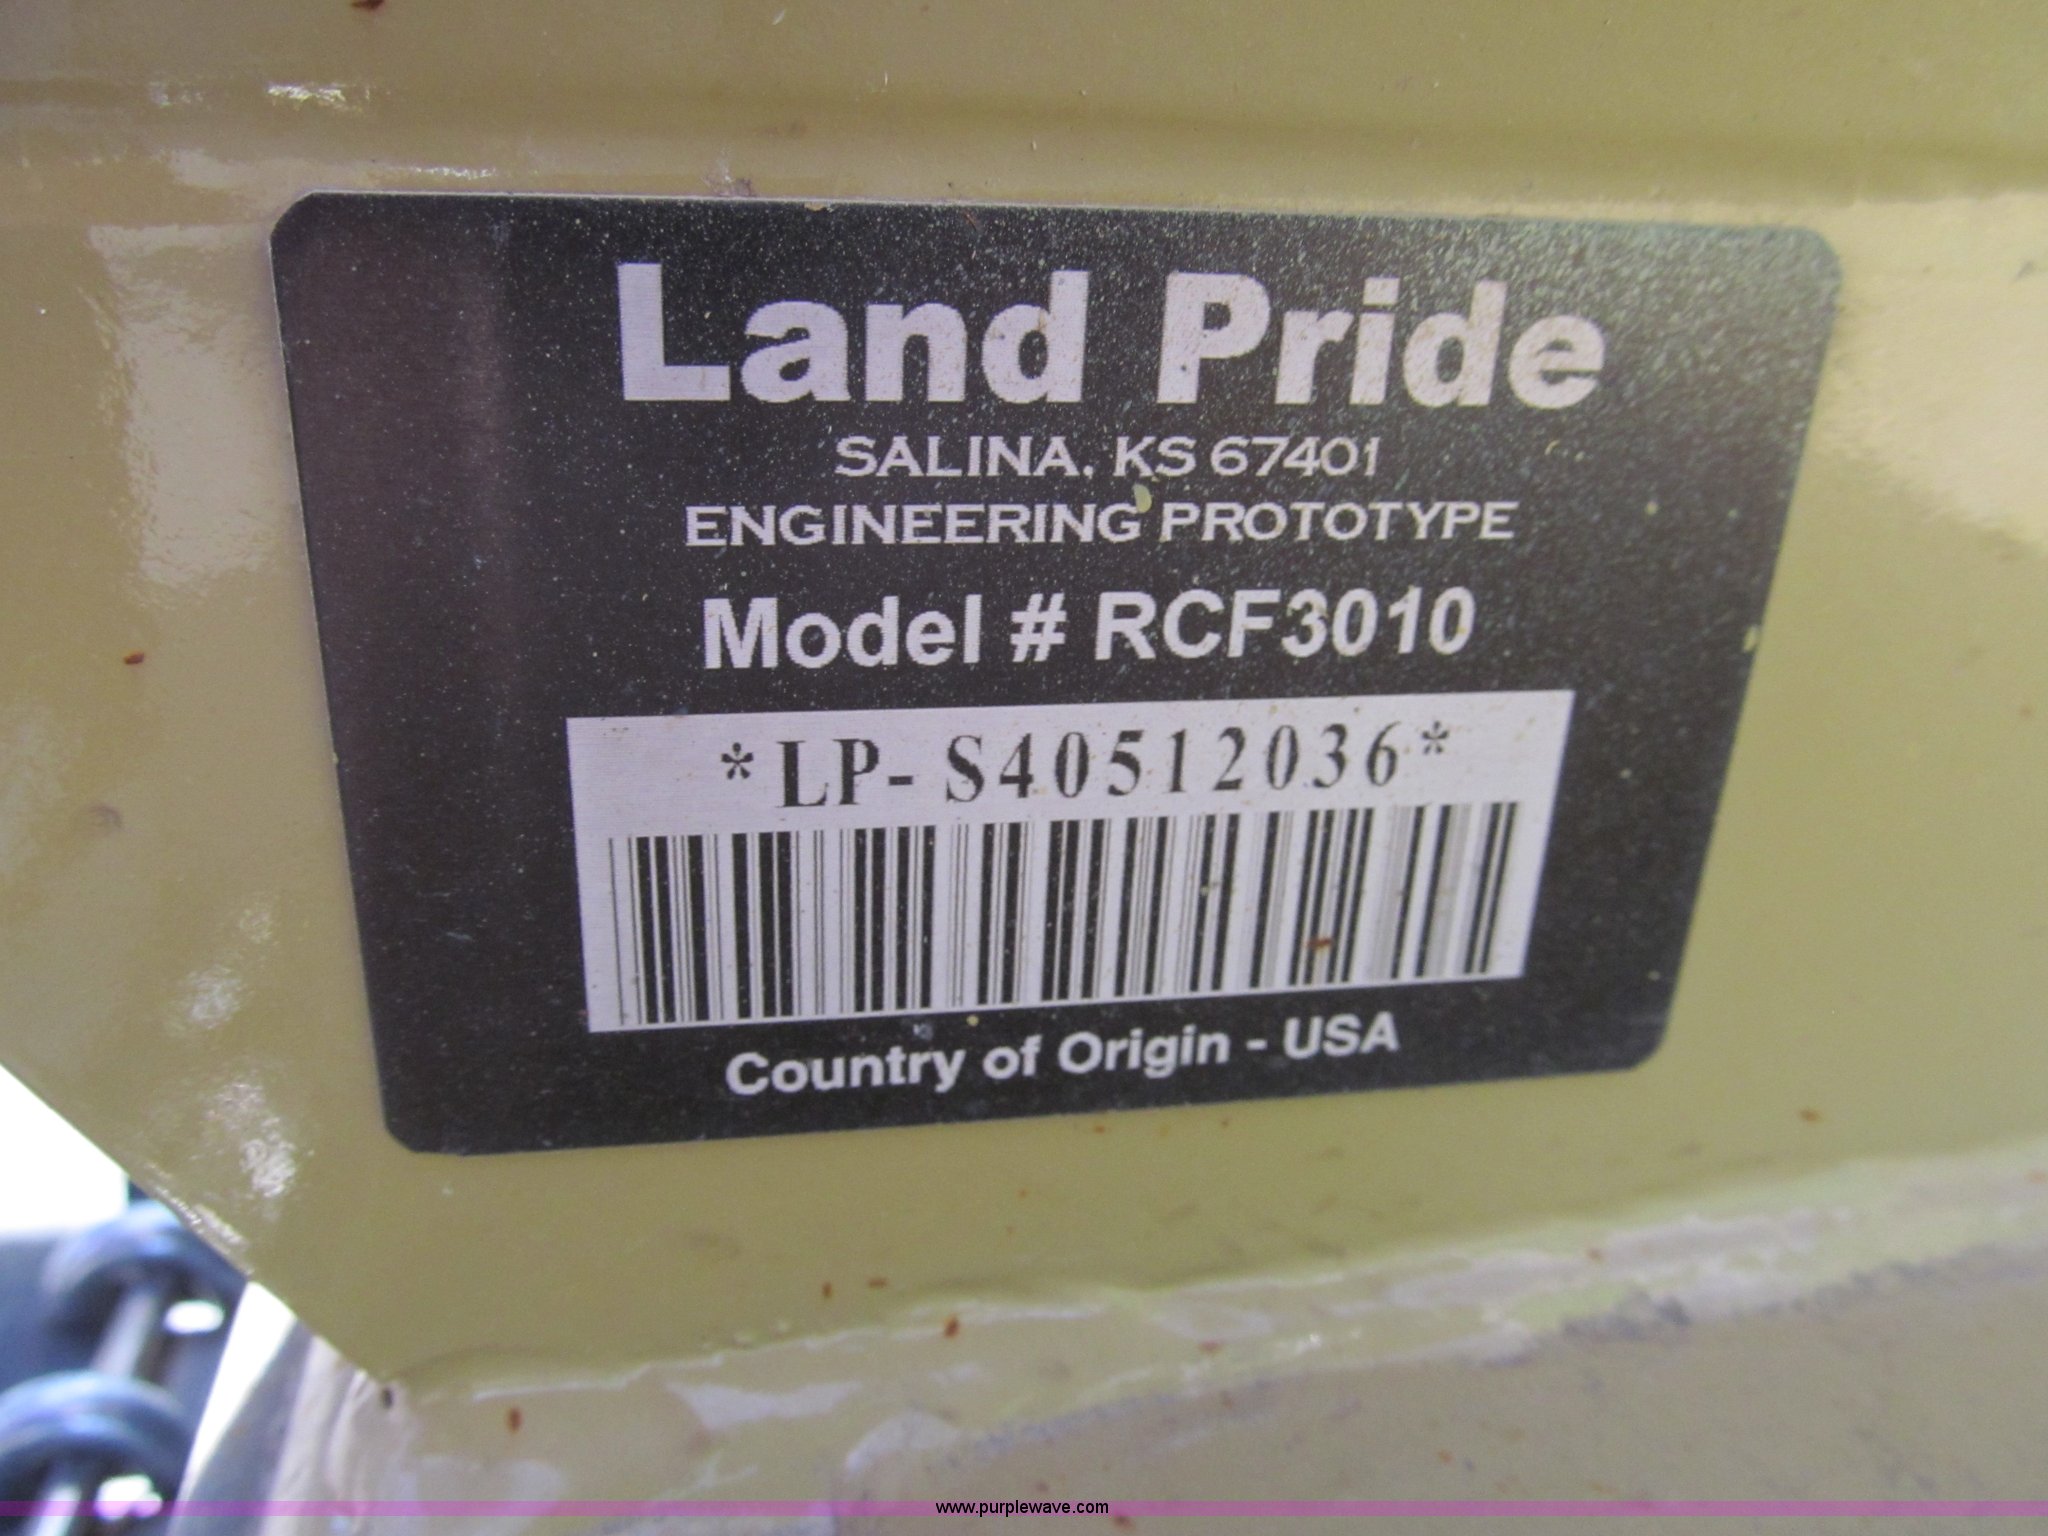 Land Pride
SALINA, KS 67401
ENGINEERING PROTOTYPE
Model # RCF3010
*LP- S40512036*
Country of Origin - USA
www.purplewave.com